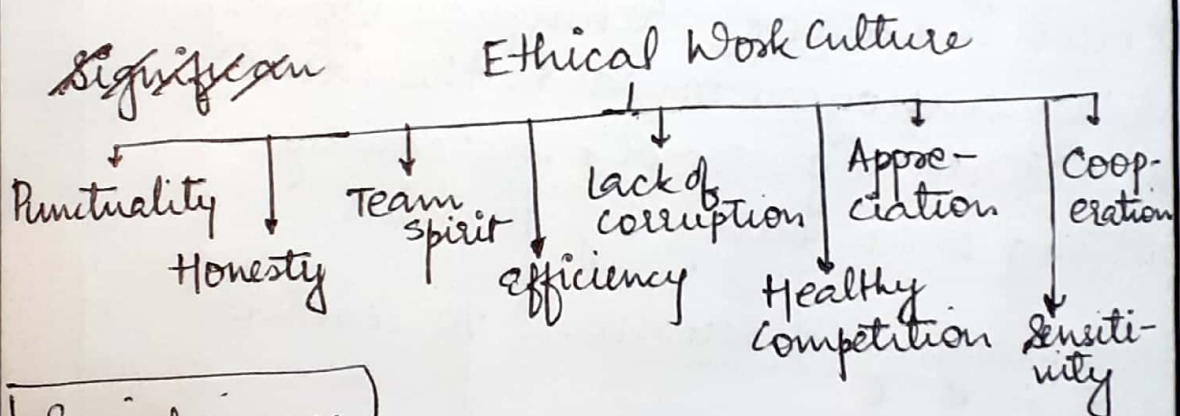 Significan
Ethical Work Culture
Punctuality
Honesty
Team
spirit
Efficiency
Lack of
corruption
Healthy
Competition
Appre-
ciation
Sensiti-
vity
Coop-
eration